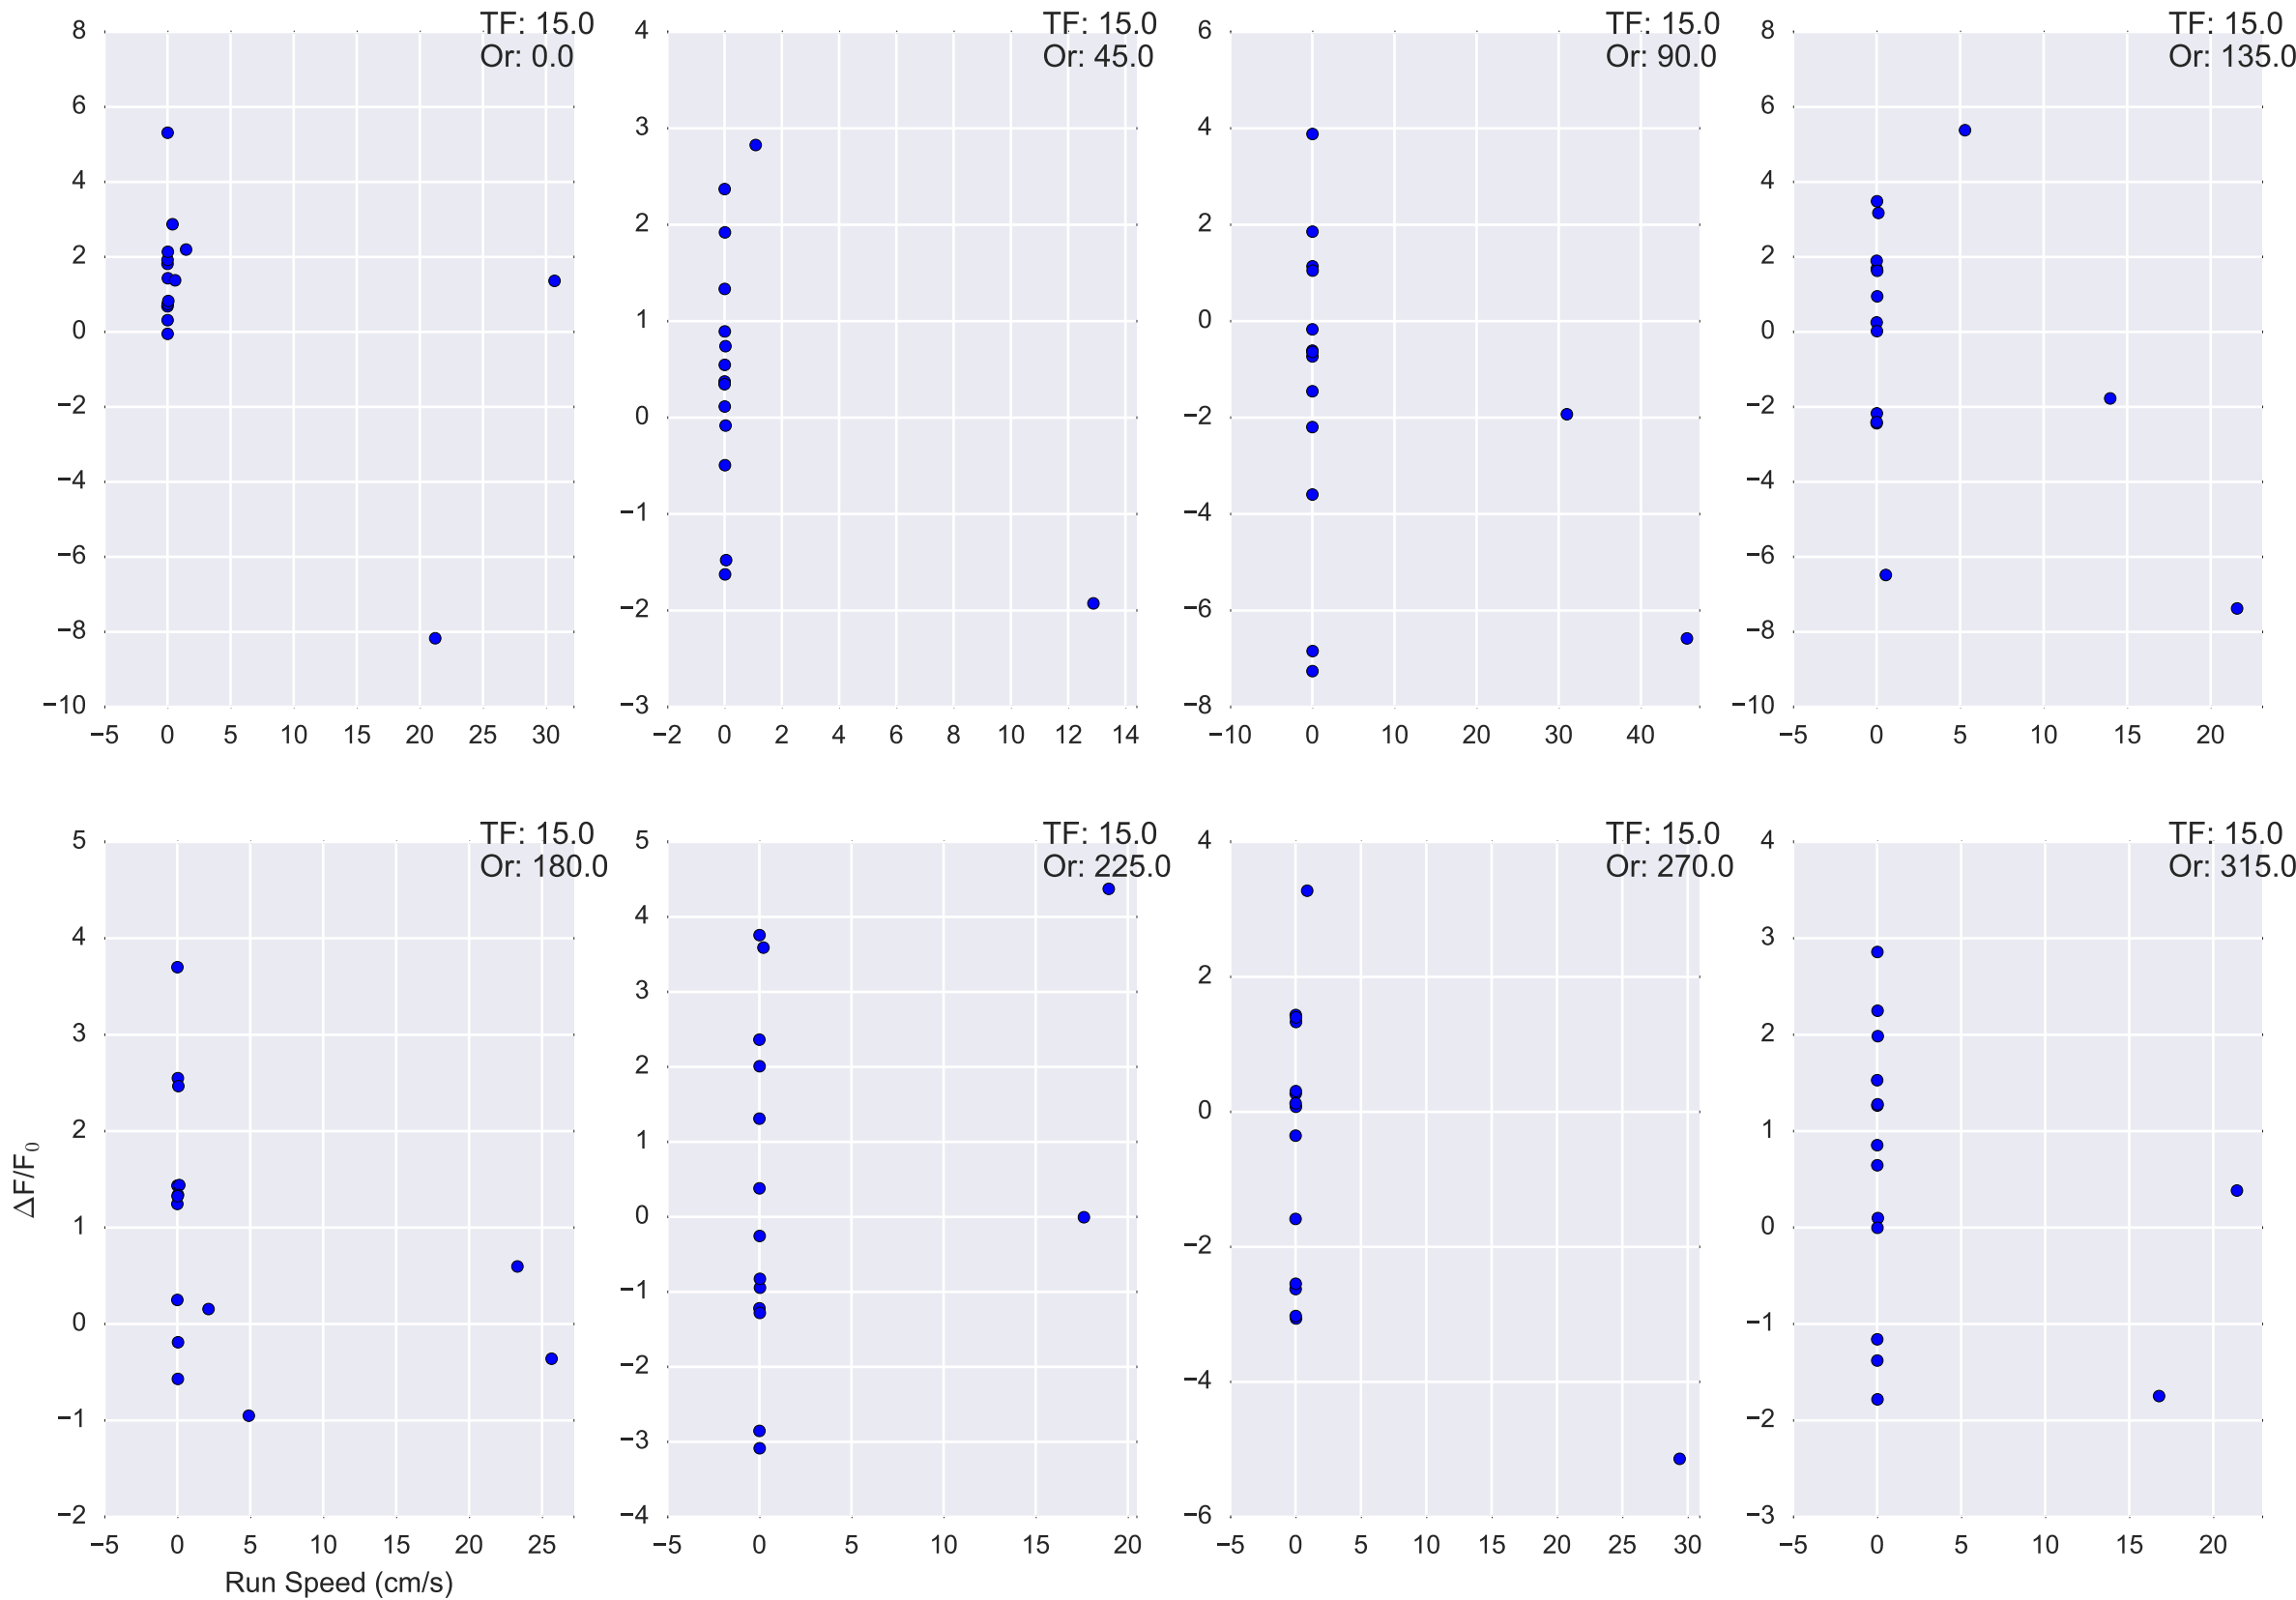 TF: 15.0
Or: 0.0
8
6
4
2
0
−2
−4
−6
−8
−10
−5 0 5 10 15 20 25 30
TF: 15.0
Or: 45.0
4
3
2
1
0
−1
−2
−3
−2 0 2 4 6 8 10 12 14
TF: 15.0
Or: 90.0
6
4
2
0
−2
−4
−6
−8
−10 0 10 20 30 40
TF: 15.0
Or: 135.0
8
6
4
2
0
−2
−4
−6
−8
−10
−5 0 5 10 15 20
TF: 15.0
Or: 180.0
5
4
3
2
1
0
−1
−2
ΔF/F₀
−5 0 5 10 15 20 25
Run Speed (cm/s)
TF: 15.0
Or: 225.0
5
4
3
2
1
0
−1
−2
−3
−4
−5 0 5 10 15 20
TF: 15.0
Or: 270.0
4
2
0
−2
−4
−6
−5 0 5 10 15 20 25 30
TF: 15.0
Or: 315.0
4
3
2
1
0
−1
−2
−3
−5 0 5 10 15 20